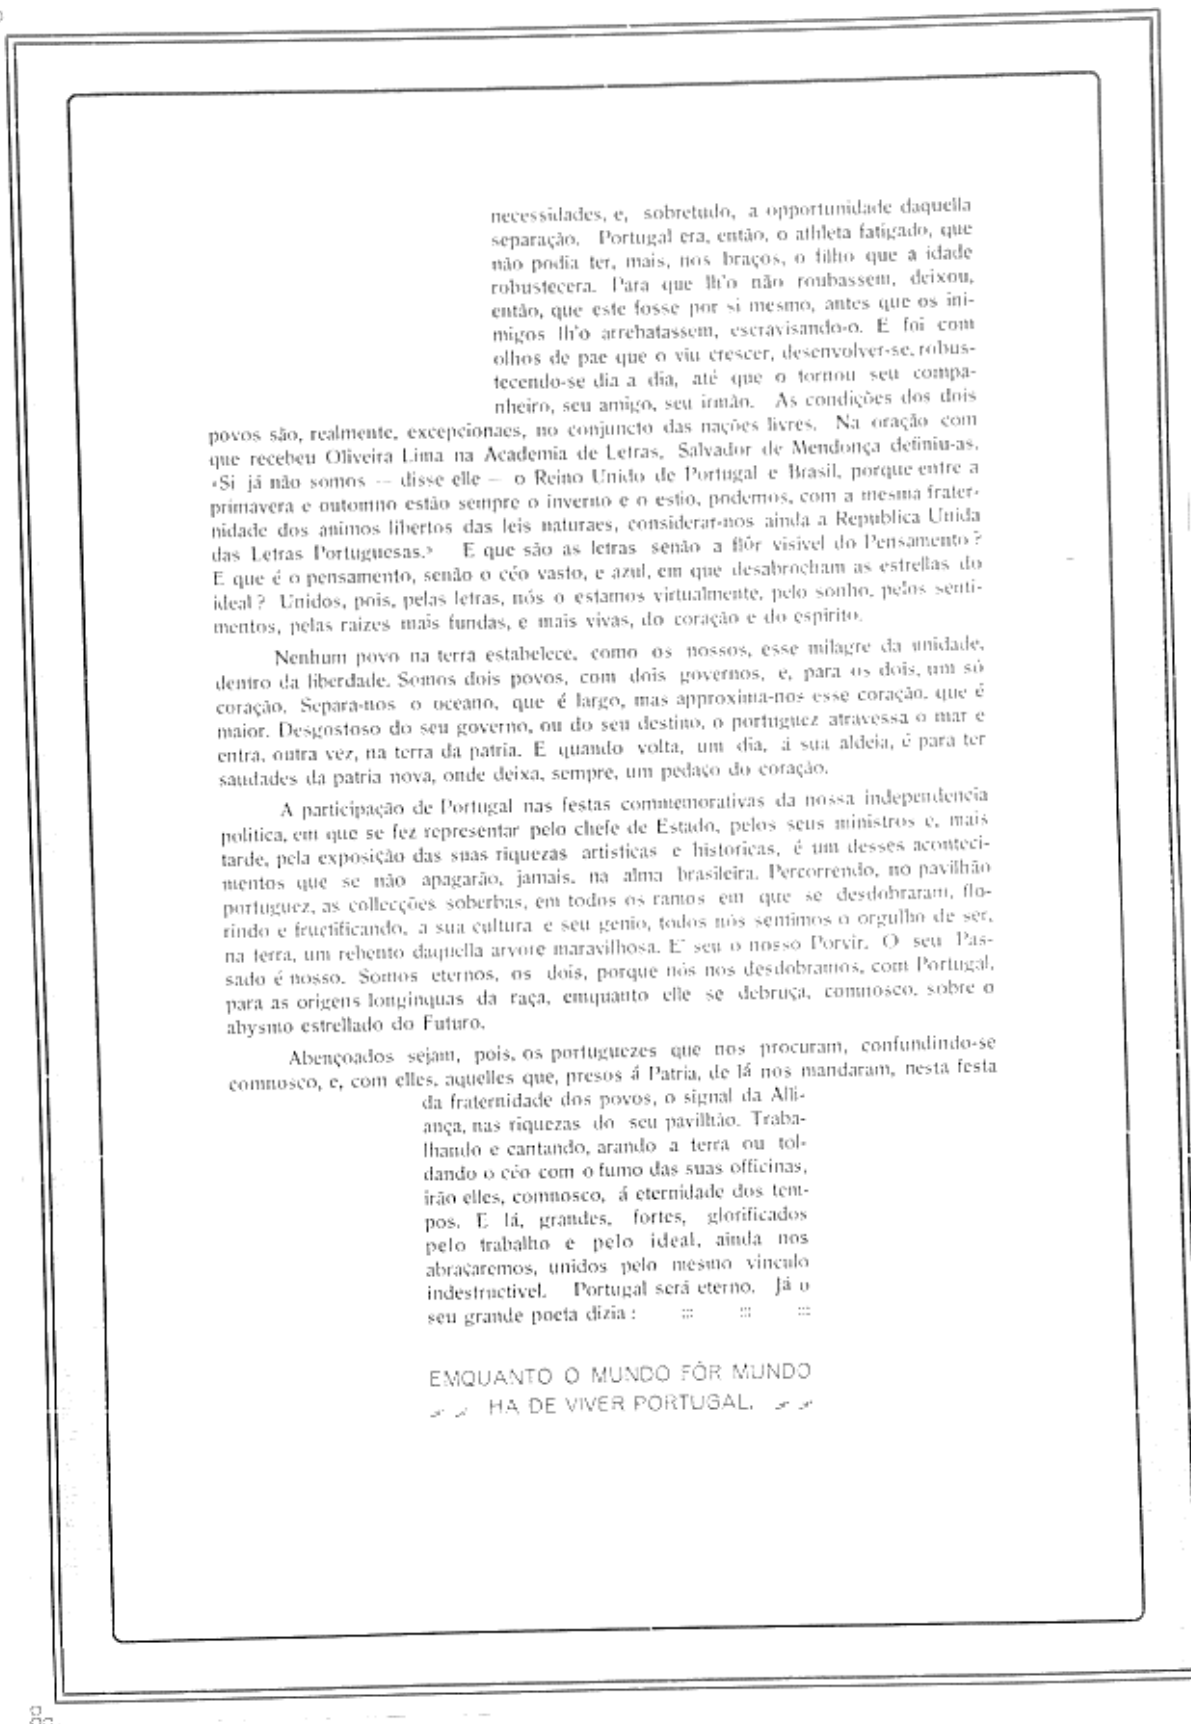 necessidades, e, sobretudo, a opportunidade daquella
separação. Portugal era, então, o athleta fatigado, que
não podia ter, mais, nos braços, o filho que a idade
robustecera. Para que lh'o não roubassem, deixou,
então, que este fosse por si mesmo, antes que os ini-
migos lh'o arrebatassem, escravisando-o. E foi com
olhos de pae que o viu crescer, desenvolver-se, robus-
tecendo-se dia a dia, até que o tornou seu compa-
nheiro, seu amigo, seu irmão. As condições dos dois
povos são, realmente, excepcionaes, no conjuncto das nações livres. Na oração com
que recebeu Oliveira Lima na Academia de Letras, Salvador de Mendonça definiu-as.
«Si já não somos — disse elle — o Reino Unido de Portugal e Brasil, porque entre a
primavera e outomno estão sempre o inverno e o estio, podemos, com a mesma frater-
nidade dos animos libertos das leis naturaes, considerar-nos ainda a Republica Unida
das Letras Portuguesas.» E que são as letras senão a flôr visivel do Pensamento?
E que é o pensamento, senão o céo vasto, e azul, em que desabrocham as estrellas do
ideal? Unidos, pois, pelas letras, nós o estamos virtualmente, pelo sonho, pelos senti-
mentos, pelas raizes mais fundas, e mais vivas, do coração e do espirito.
Nenhum povo na terra estabelece, como os nossos, esse milagre da unidade,
dentro da liberdade. Somos dois povos, com dois governos, e, para os dois, um só
coração. Separa-nos o oceano, que é largo, mas approxima-nos esse coração, que é
maior. Desgostoso do seu governo, ou do seu destino, o portuguez atravessa o mar e
entra, outra vez, na terra da patria. E quando volta, um dia, á sua aldeia, é para ter
saudades da patria nova, onde deixa, sempre, um pedaço do coração.
A participação de Portugal nas festas commemorativas da nossa independencia
politica, em que se fez representar pelo chefe de Estado, pelos seus ministros e, mais
tarde, pela exposição das suas riquezas artisticas e historicas, é um desses aconteci-
mentos que se não apagarão, jamais, na alma brasileira. Percorrendo, no pavilhão
portuguez, as collecções soberbas, em todos os ramos em que se desdobraram, flo-
rindo e fructificando, a sua cultura e seu genio, todos nós sentimos o orgulho de ser,
na terra, um rebento daquella arvore maravilhosa. E' seu o nosso Porvir. O seu Pas-
sado é nosso. Somos eternos, os dois, porque nós nos desdobramos, com Portugal,
para as origens longinquas da raça, emquanto elle se debruça, comnosco, sobre o
abysmo estrellado do Futuro.
Abençoados sejam, pois, os portuguezes que nos procuram, confundindo-se
comnosco, e, com elles, aquelles que, presos á Patria, de lá nos mandaram, nesta festa
da fraternidade dos povos, o signal da Alli-
ança, nas riquezas do seu pavilhão. Traba-
lhando e cantando, arando a terra ou tol-
dando o céo com o fumo das suas officinas,
irão elles, comnosco, á eternidade dos tem-
pos. E lá, grandes, fortes, glorificados
pelo trabalho e pelo ideal, ainda nos
abraçaremos, unidos pelo mesmo vinculo
indestructivel. Portugal será eterno. Já o
seu grande poeta dizia : ::: ::: :::
EMQUANTO O MUNDO FÔR MUNDO
HA DE VIVER PORTUGAL.